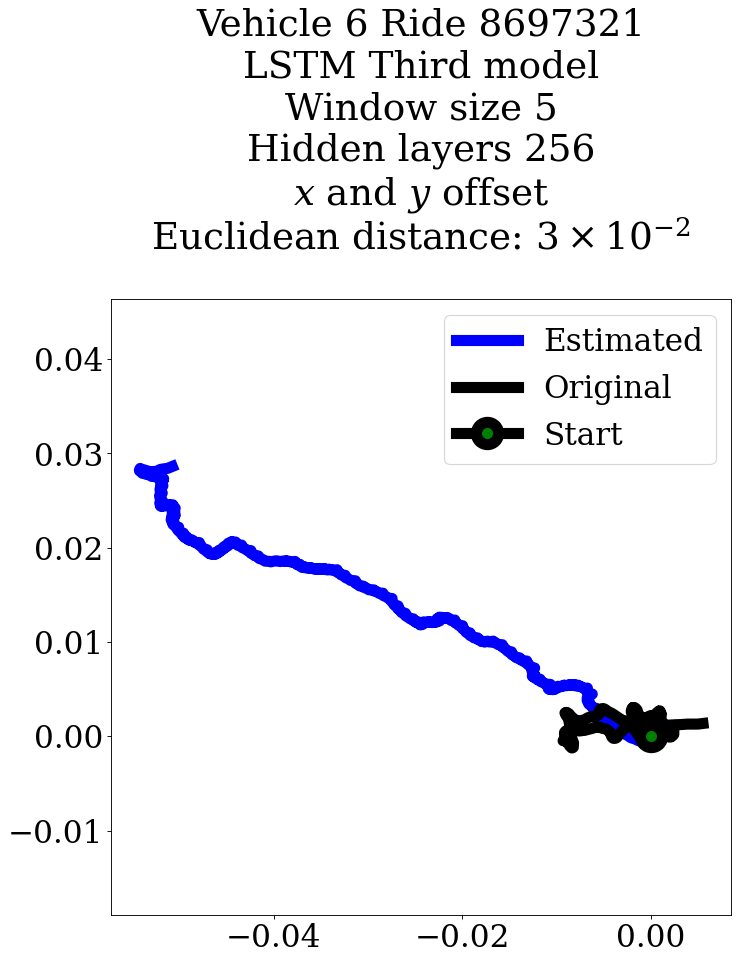 Vehicle 6 Ride 8697321
LSTM Third model
Window size 5
Hidden layers 256
x and y offset
Euclidean distance: 3 × 10⁻²
Estimated
Original
Start
0.04
0.03
0.02
0.01
0.00
−0.01
−0.04 −0.02 0.00